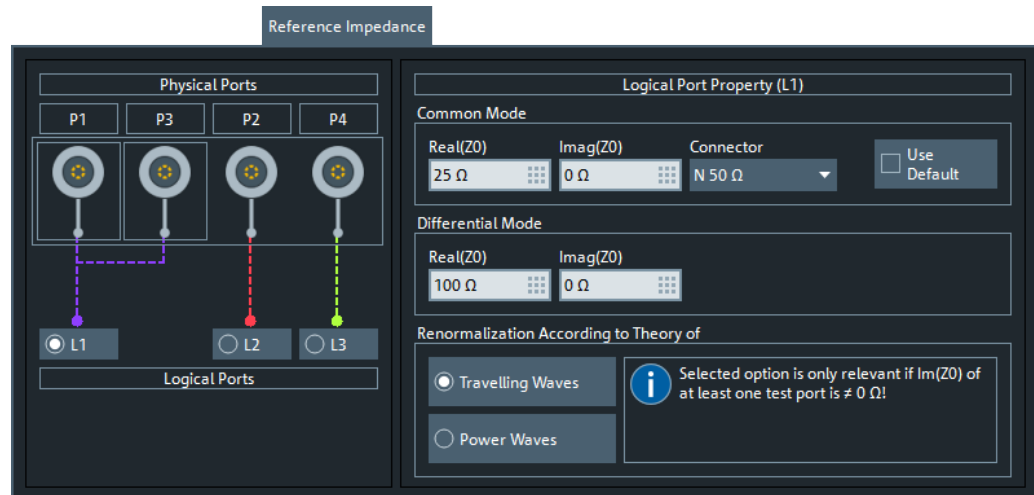 Reference Impedance
Physical Ports
P1
P3
P2
P4
L1
L2
L3
Logical Ports
Logical Port Property (L1)
Common Mode
Real(Z0)
Imag(Z0)
Connector
25 Ω
0 Ω
N 50 Ω
Use
Default
Differential Mode
Real(Z0)
Imag(Z0)
100 Ω
0 Ω
Renormalization According to Theory of
Travelling Waves
Power Waves
i
Selected option is only relevant if Im(Z0) of
at least one test port is ≠ 0 Ω!